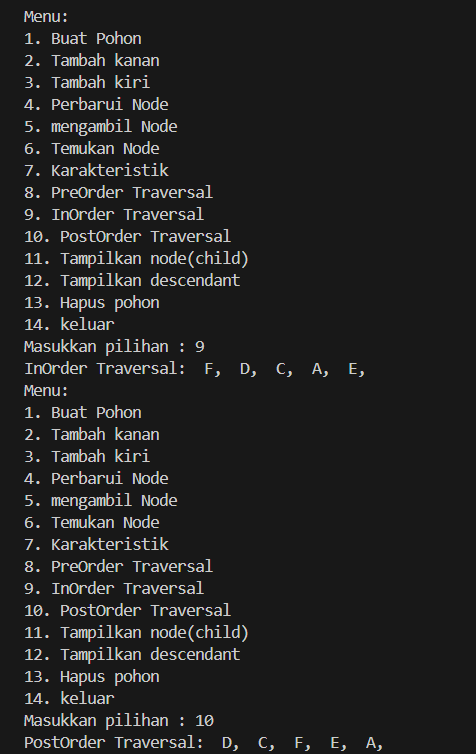 Menu:
1. Buat Pohon
2. Tambah kanan
3. Tambah kiri
4. Perbarui Node
5. mengambil Node
6. Temukan Node
7. Karakteristik
8. PreOrder Traversal
9. InOrder Traversal
10. PostOrder Traversal
11. Tampilkan node(child)
12. Tampilkan descendant
13. Hapus pohon
14. keluar
Masukkan pilihan : 9
InOrder Traversal:  F,  D,  C,  A,  E,
Menu:
1. Buat Pohon
2. Tambah kanan
3. Tambah kiri
4. Perbarui Node
5. mengambil Node
6. Temukan Node
7. Karakteristik
8. PreOrder Traversal
9. InOrder Traversal
10. PostOrder Traversal
11. Tampilkan node(child)
12. Tampilkan descendant
13. Hapus pohon
14. keluar
Masukkan pilihan : 10
PostOrder Traversal:  D,  C,  F,  E,  A,